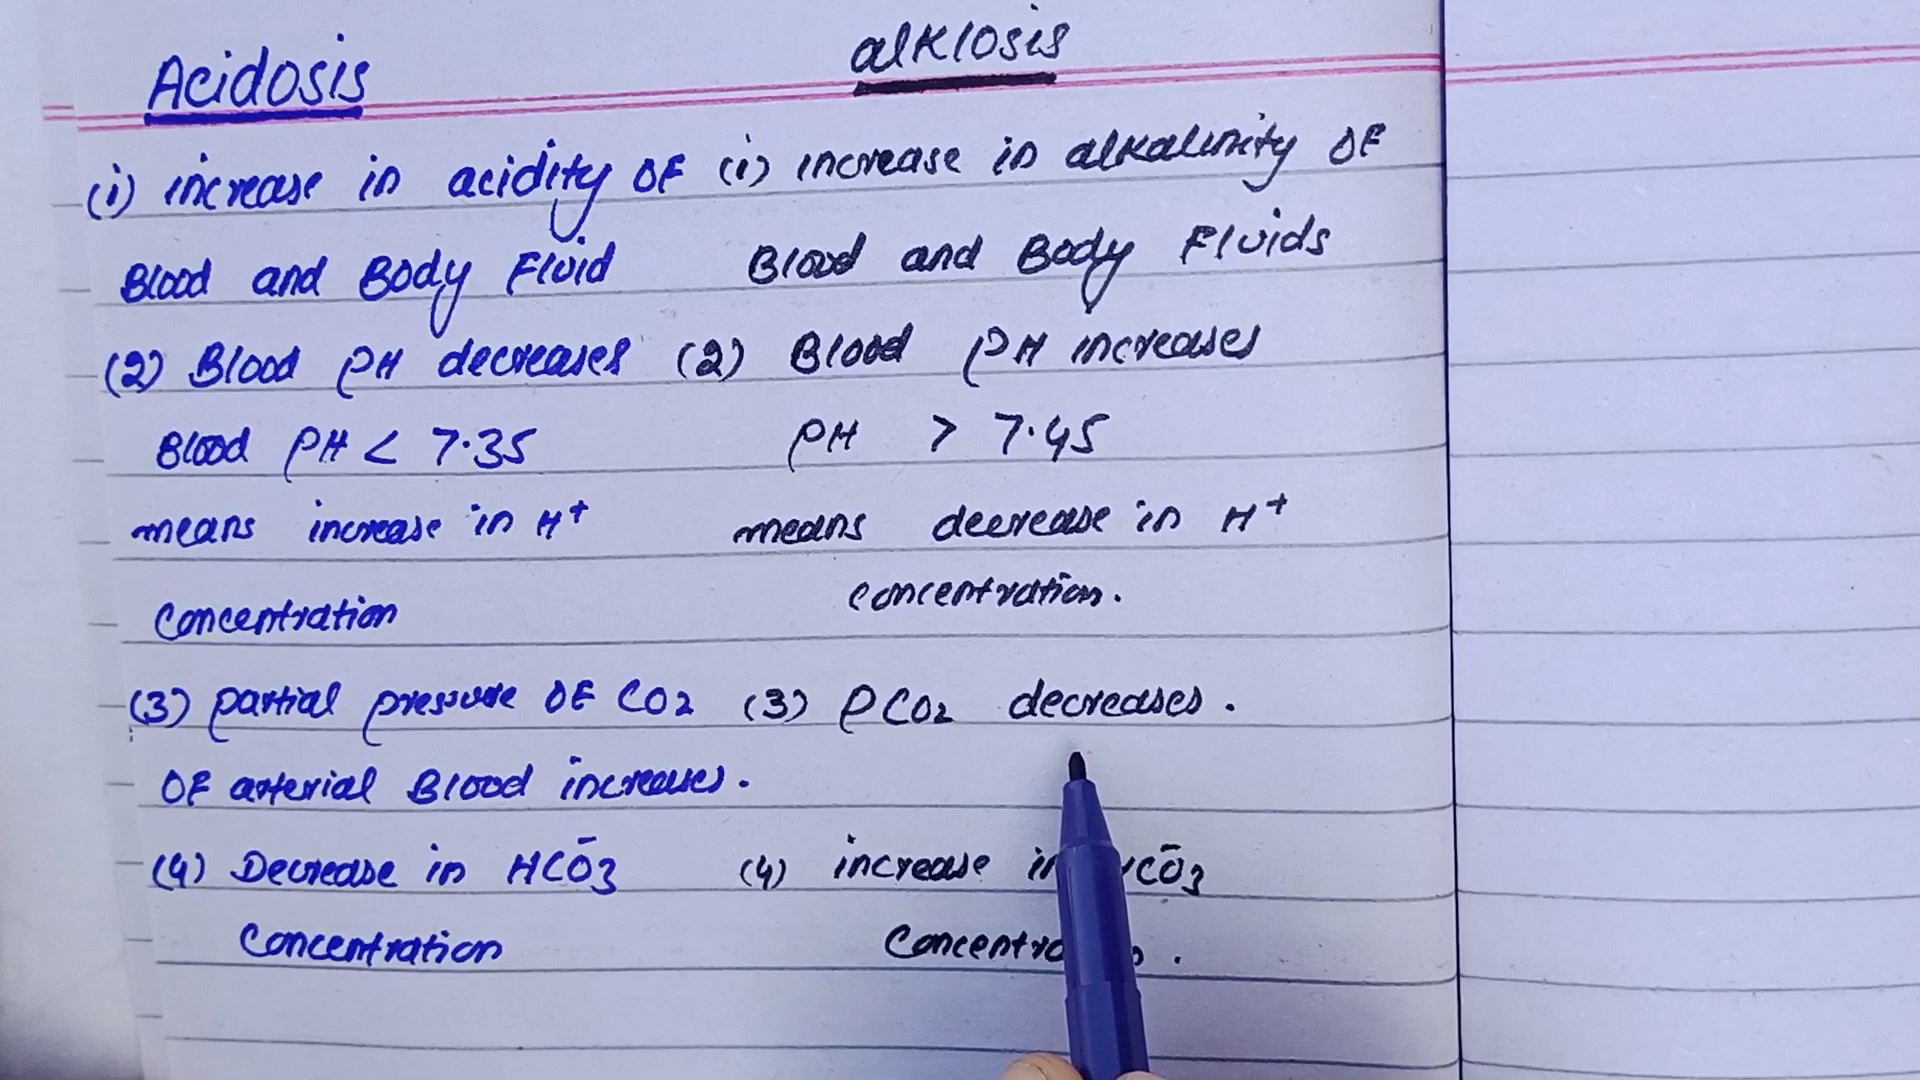 Acidosis
alklosis
(i) increase in acidity OF
Blood and Body Fluid
(2) Blood PH decreases
Blood PH < 7.35
means increase in H+
Concentration
(3) partial pressure OF CO2
OF arterial Blood increases.
(4) Decrease in HCO3̄
Concentration
(i) increase in alkalinity OF
Blood and Body Fluids
(2) Blood PH increases
PH > 7.45
means decrease in H+
concentration.
(3) PCO2 decreases.
(4) increase